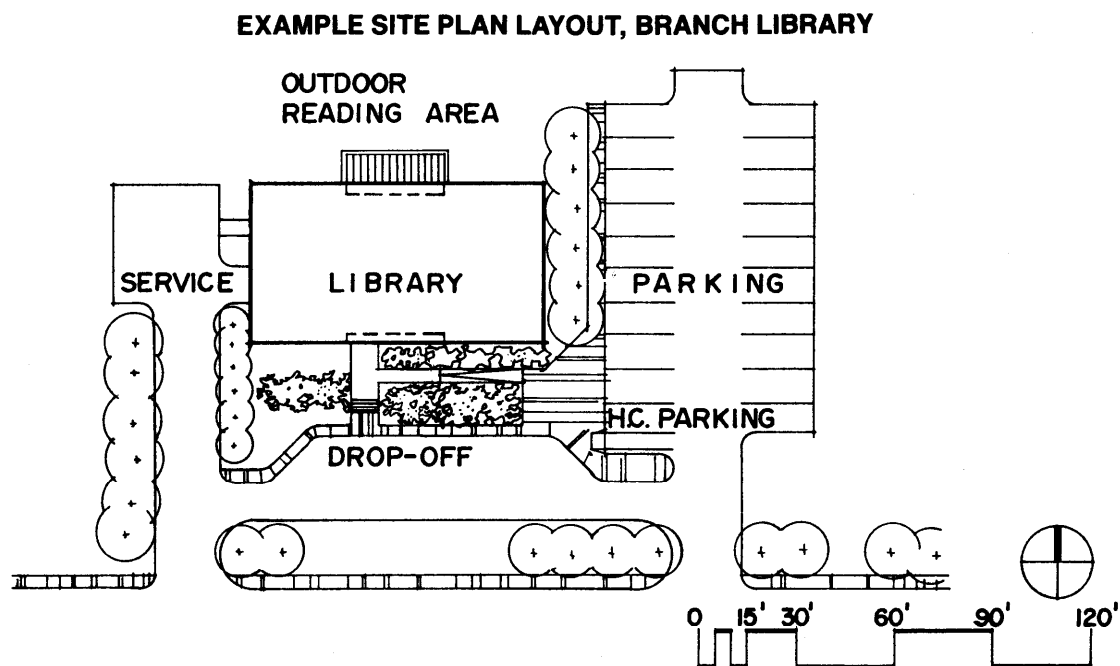 EXAMPLE SITE PLAN LAYOUT, BRANCH LIBRARY
OUTDOOR
READING AREA
SERVICE
LIBRARY
PARKING
H.C. PARKING
DROP-OFF
0 15' 30' 60' 90' 120'